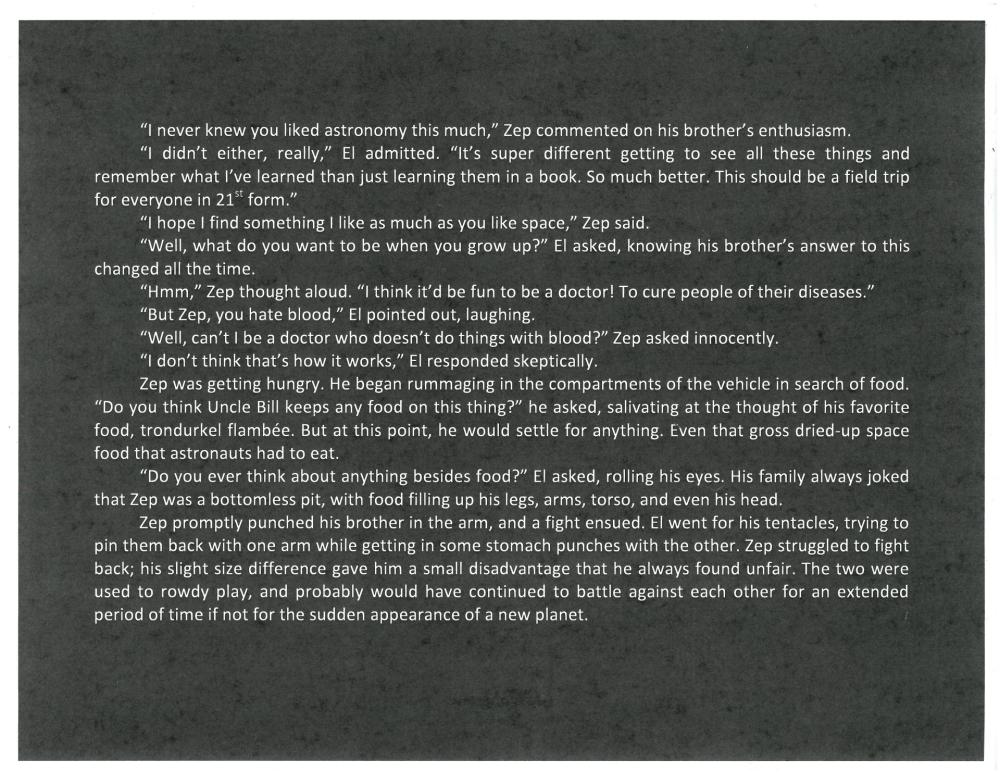 “I never knew you liked astronomy this much,” Zep commented on his brother’s enthusiasm.
“I didn’t either, really,” El admitted. “It’s super different getting to see all these things and
remember what I’ve learned than just learning them in a book. So much better. This should be a field trip
for everyone in 21st form.”
“I hope I find something I like as much as you like space,” Zep said.
“Well, what do you want to be when you grow up?” El asked, knowing his brother’s answer to this
changed all the time.
“Hmm,” Zep thought aloud. “I think it’d be fun to be a doctor! To cure people of their diseases.”
“But Zep, you hate blood,” El pointed out, laughing.
“Well, can’t I be a doctor who doesn’t do things with blood?” Zep asked innocently.
“I don’t think that’s how it works,” El responded skeptically.
Zep was getting hungry. He began rummaging in the compartments of the vehicle in search of food.
“Do you think Uncle Bill keeps any food on this thing?” he asked, salivating at the thought of his favorite
food, trondurkel flambée. But at this point, he would settle for anything. Even that gross dried-up space
food that astronauts had to eat.
“Do you ever think about anything besides food?” El asked, rolling his eyes. His family always joked
that Zep was a bottomless pit, with food filling up his legs, arms, torso, and even his head.
Zep promptly punched his brother in the arm, and a fight ensued. El went for his tentacles, trying to
pin them back with one arm while getting in some stomach punches with the other. Zep struggled to fight
back; his slight size difference gave him a small disadvantage that he always found unfair. The two were
used to rowdy play, and probably would have continued to battle against each other for an extended
period of time if not for the sudden appearance of a new planet.